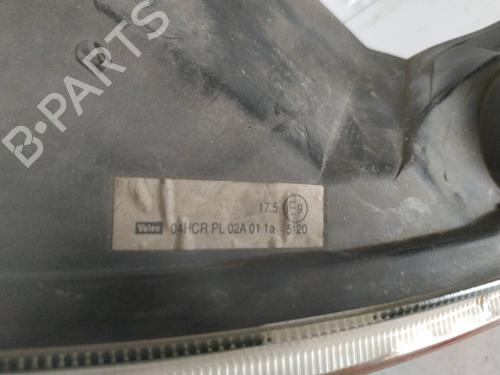 B-PARTS
17.5 E9
Valeo 04HCR PL 02A 01 1a 5120